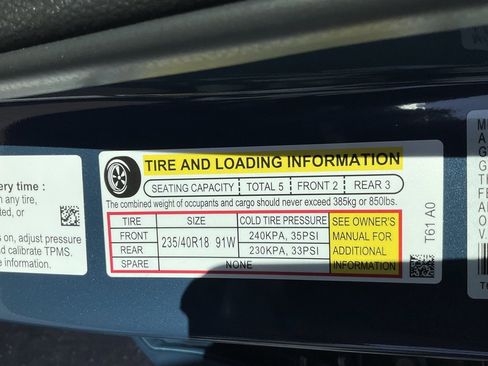 very time :
n any tire,
ted, or
s on, adjust pressure
d calibrate TPMS.
e information.
TIRE AND LOADING INFORMATION
SEATING CAPACITY TOTAL 5 FRONT 2 REAR 3
The combined weight of occupants and cargo should never exceed 385kg or 850lbs.
TIRE SIZE COLD TIRE PRESSURE SEE OWNER'S
FRONT 235/40R18 91W 240KPA, 35PSI MANUAL FOR
REAR 230KPA, 33PSI ADDITIONAL
SPARE NONE INFORMATION
T61 A0